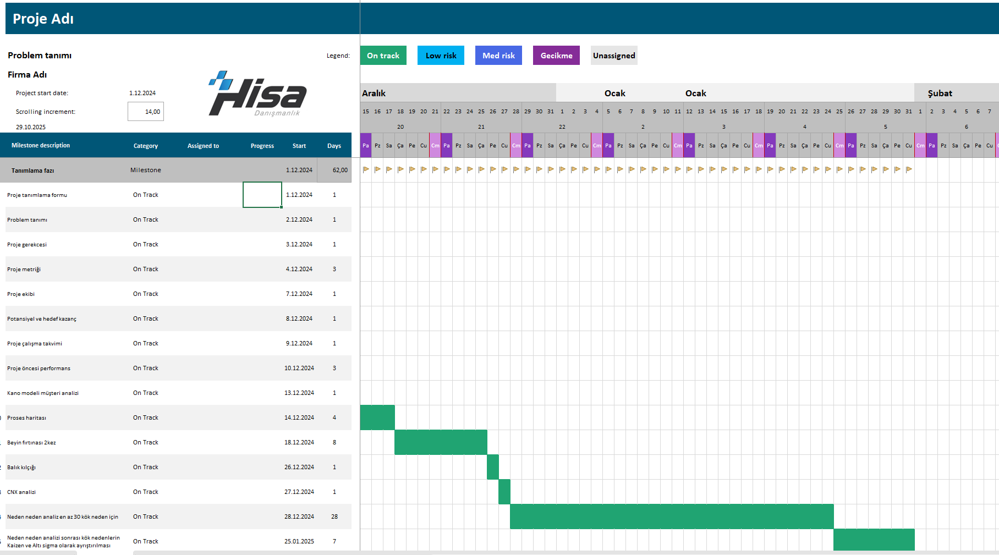 Proje Adı
Problem tanımı
Legend:
On track
Low risk
Med risk
Gecikme
Unassigned
Firma Adı
Hisa
Danışmanlık
Project start date: 1.12.2024
Scrolling increment: 14,00
29.10.2025
Aralık Ocak Ocak Şubat
15 16 17 18 19 20 21 22 23 24 25 26 27 28 29 30 31 1 2 3 4 5 6 7 8 9 10 11 12 13 14 15 16 17 18 19 20 21 22 23 24 25 26 27 28 29 30 31 1 2 3 4 5 6 7
20 21 22 2 3 4 5 6
Milestone description Category Assigned to Progress Start Days
Pa Pz Sa Ça Pe Cu Cm Pa Pz Sa Ça Pe Cu Cm Pa Pz Sa Ça Pe Cu Cm Pa Pz Sa Ça Pe Cu Cm Pa Pz Sa Ça Pe Cu Cm Pa Pz Sa Ça Pe Cu Cm Pa Pz Sa Ça Pe Cu Cm Pa Pz Sa Ça Pe Cu
Tanımlama fazı Milestone 1.12.2024 62,00
Proje tanımlama formu On Track 1.12.2024 1
Problem tanımı On Track 2.12.2024 1
Proje gerekcesi On Track 3.12.2024 1
Proje metriği On Track 4.12.2024 3
Proje ekibi On Track 7.12.2024 1
Potansiyel ve hedef kazanç On Track 8.12.2024 1
Proje çalışma takvimi On Track 9.12.2024 1
Proje öncesi performans On Track 10.12.2024 3
Kano modeli müşteri analizi On Track 13.12.2024 1
Proses haritası On Track 14.12.2024 4
Beyin fırtınası 2kez On Track 18.12.2024 8
Balık kılçığı On Track 26.12.2024 1
CNX analizi On Track 27.12.2024 1
Neden neden analiz en az 30 kök neden için On Track 28.12.2024 28
Neden neden analizi sonrası kök nedenlerin
Kaizen ve Altı sigma olarak ayrıştırılması On Track 25.01.2025 7